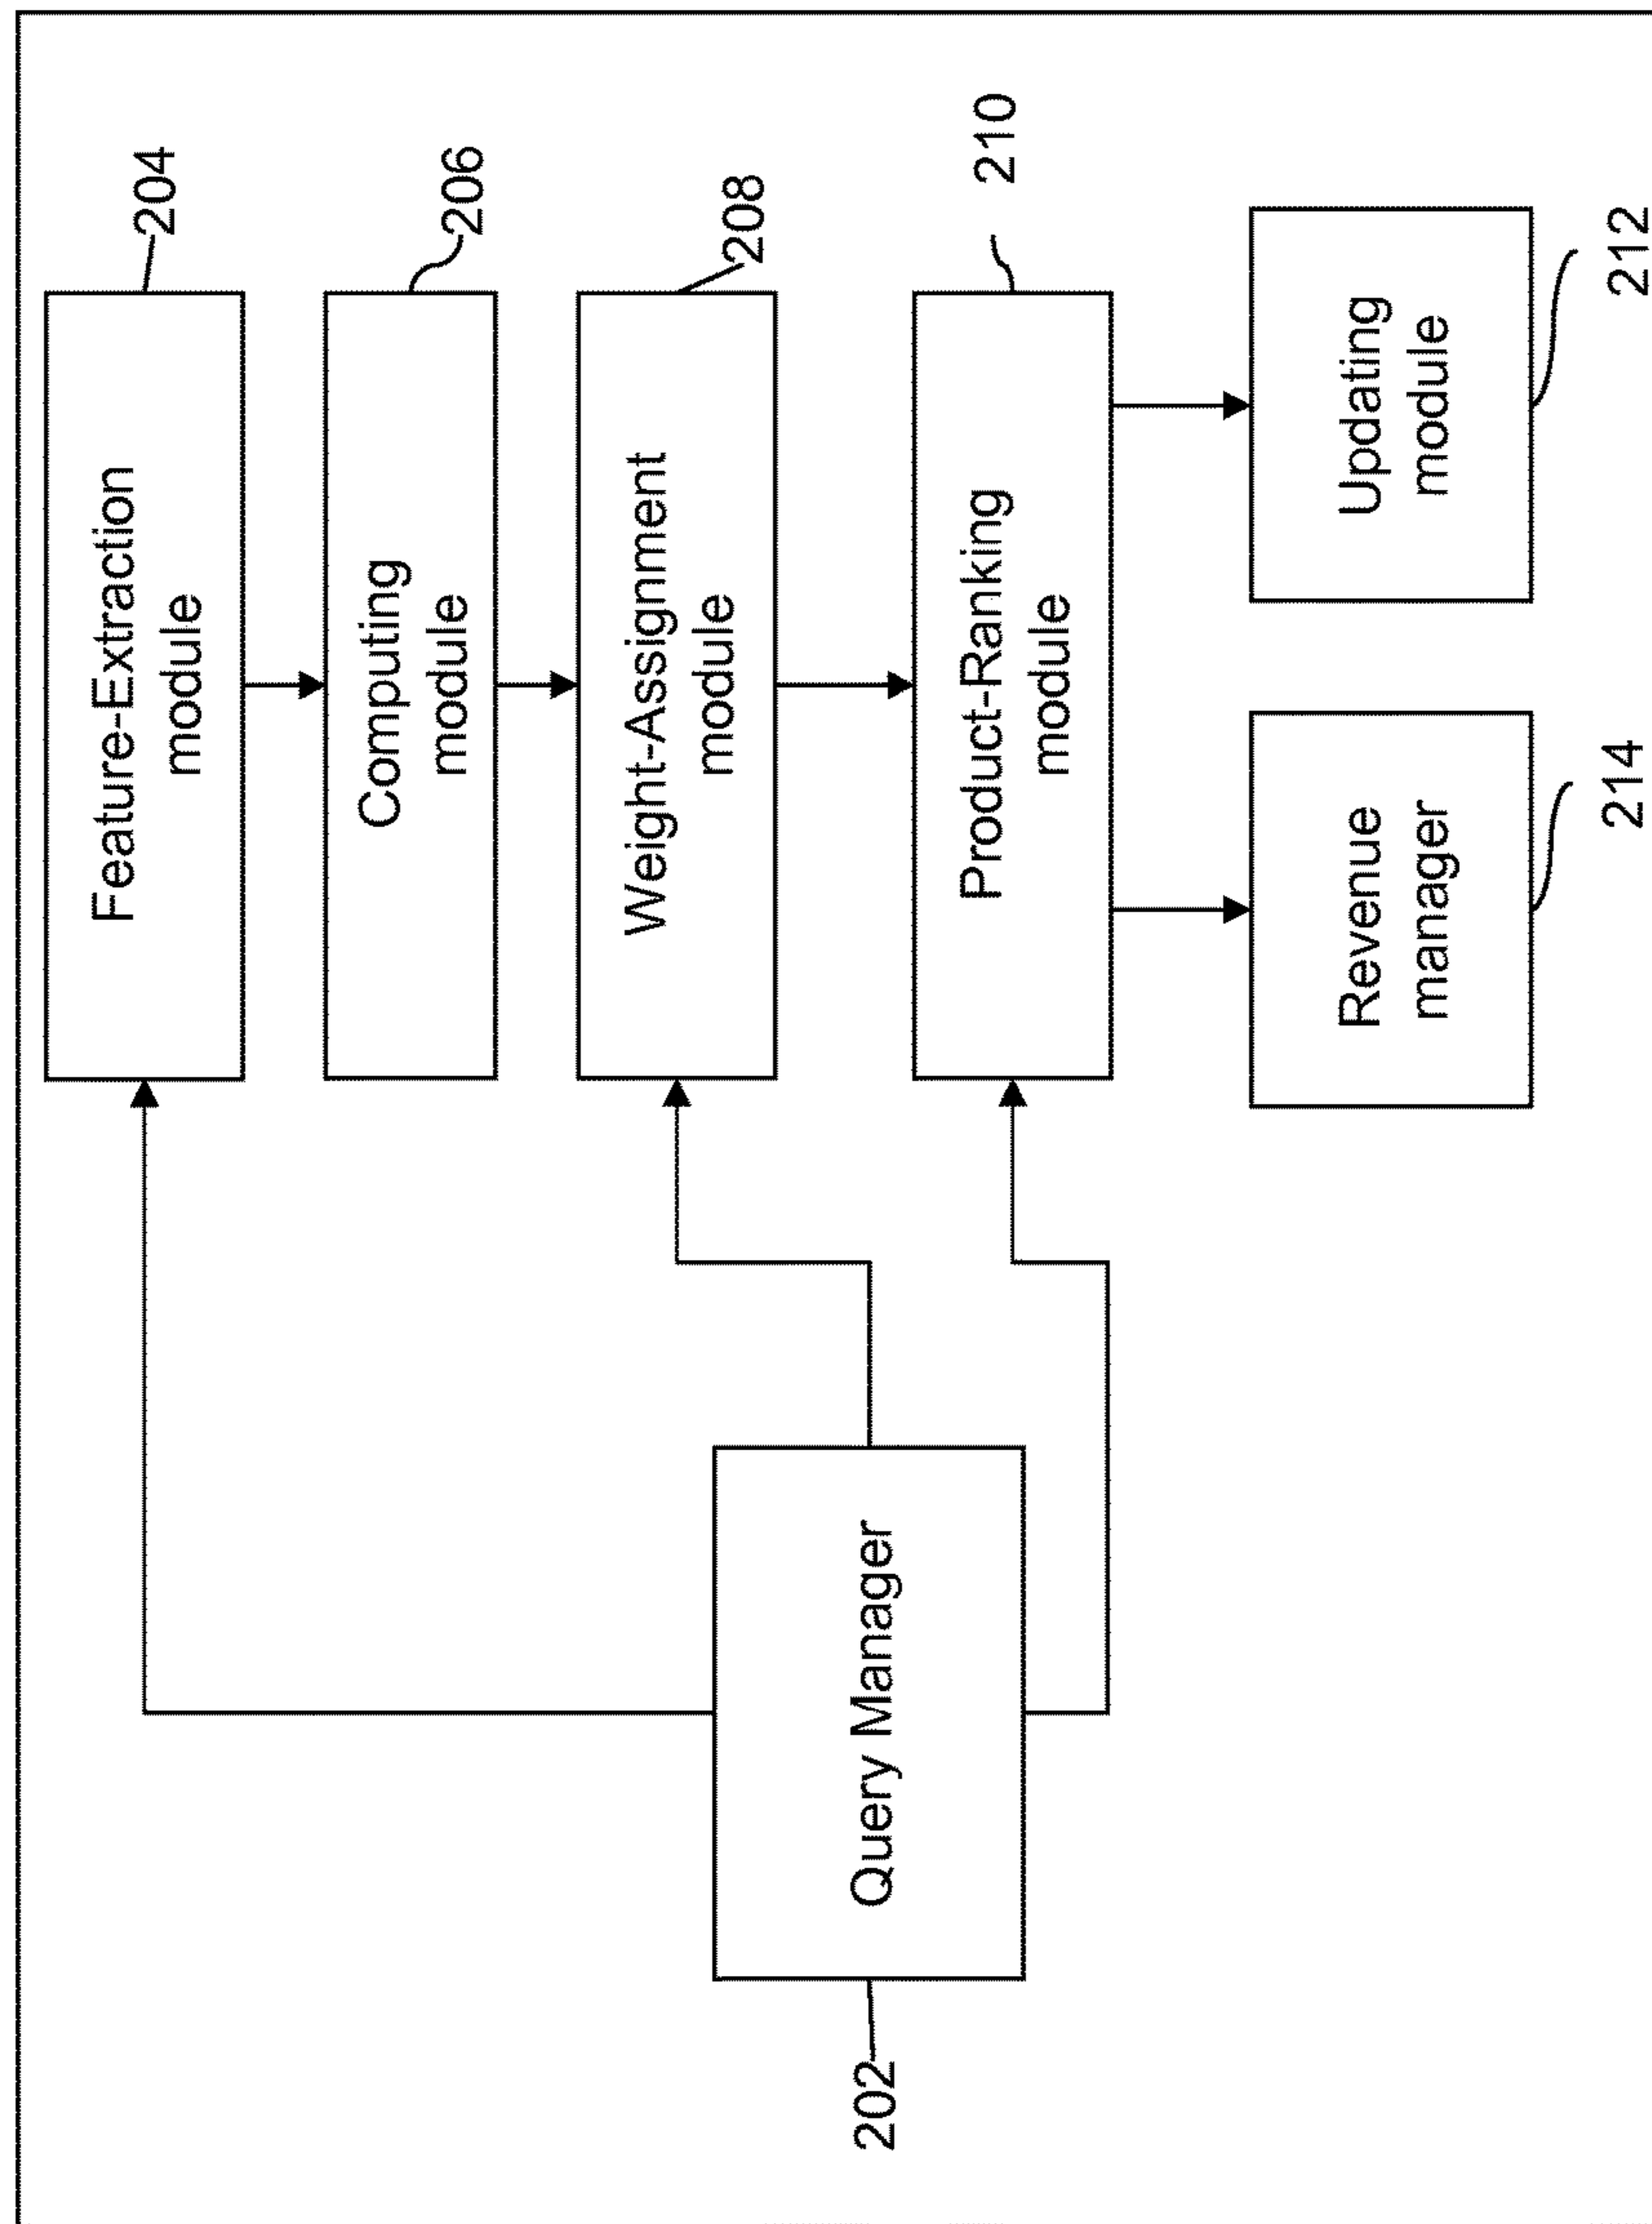 Feature-Extraction
module
204
Computing
module
206
Weight-Assignment
module
208
Query Manager
202
Product-Ranking
module
210
Revenue
manager
214
Updating
module
212